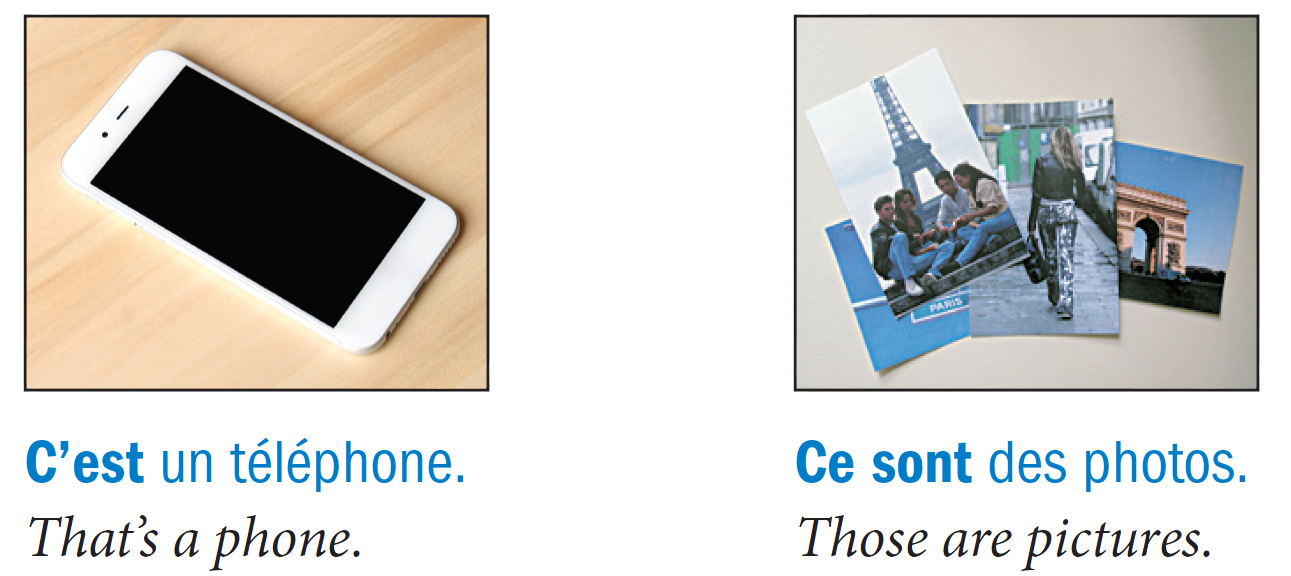 PARIS
C’est un téléphone.
That’s a phone.
Ce sont des photos.
Those are pictures.